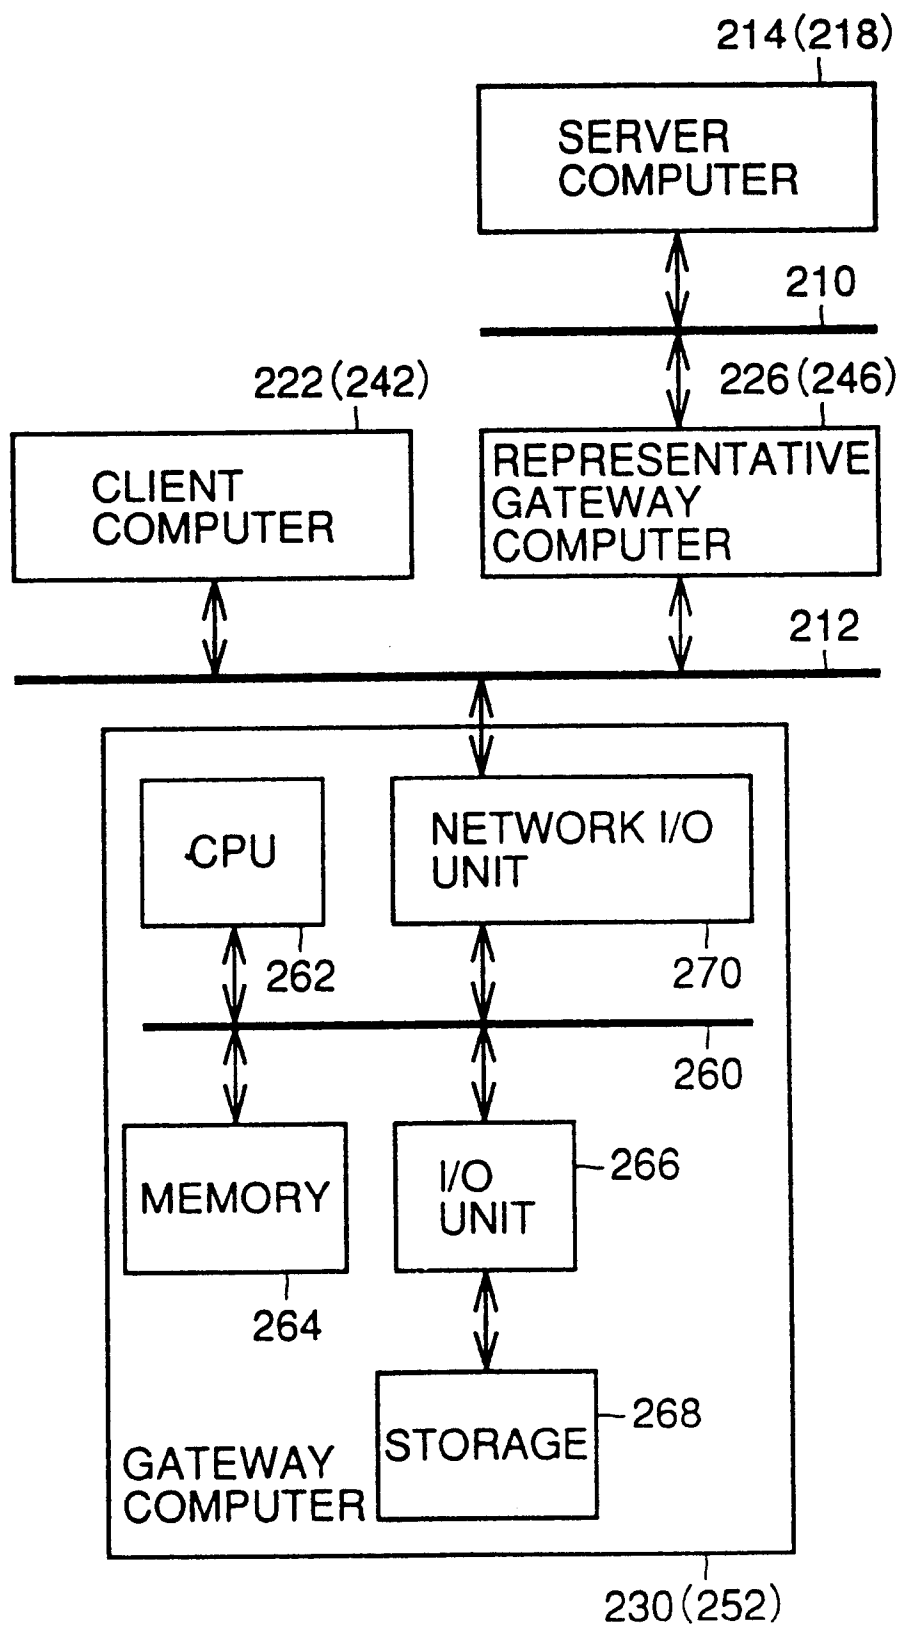 214(218)
SERVER
COMPUTER
210
222(242)
226(246)
CLIENT
COMPUTER
REPRESENTATIVE
GATEWAY
COMPUTER
212
CPU
NETWORK I/O
UNIT
262
270
260
MEMORY
I/O
UNIT
266
264
STORAGE
268
GATEWAY
COMPUTER
230(252)